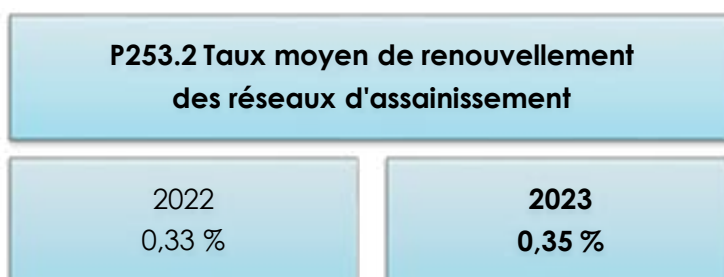 P253.2 Taux moyen de renouvellement
des réseaux d'assainissement
2022
0,33 %
2023
0,35 %